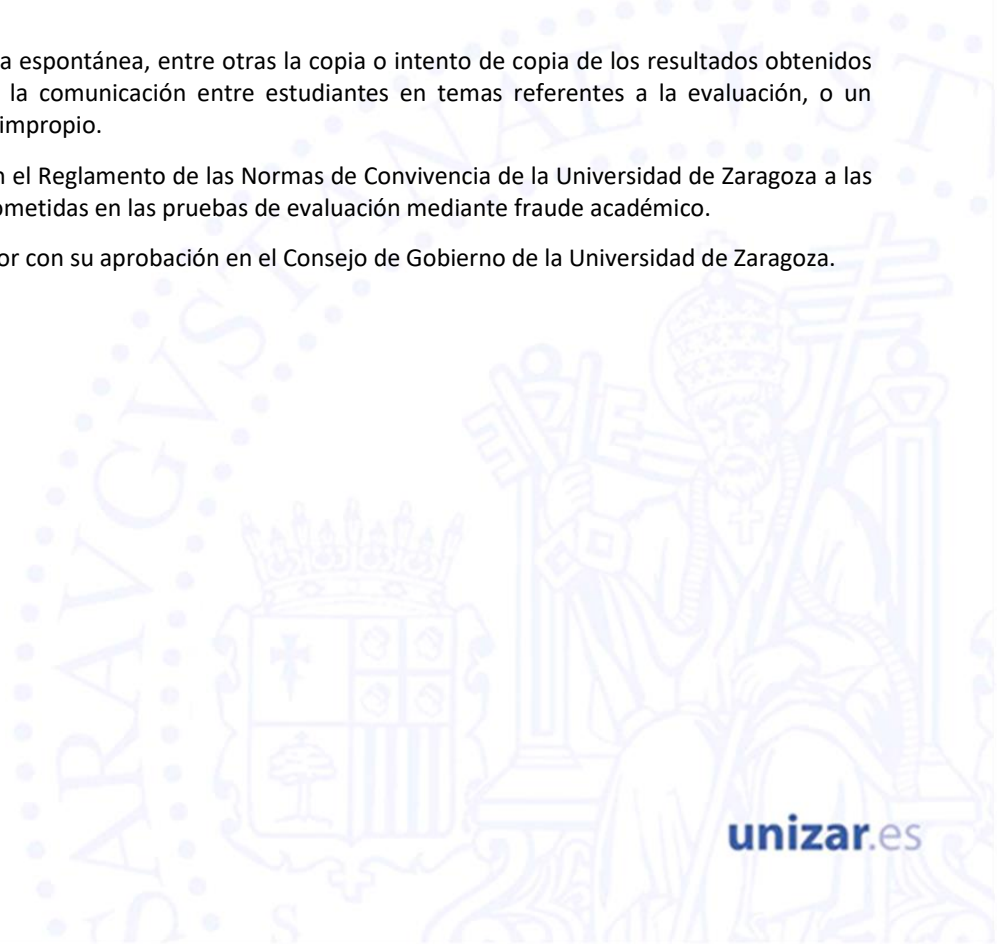 a espontánea, entre otras la copia o intento de copia de los resultados obtenidos
la comunicación entre estudiantes en temas referentes a la evaluación, o un
impropio.
n el Reglamento de las Normas de Convivencia de la Universidad de Zaragoza a las
ometidas en las pruebas de evaluación mediante fraude académico.
or con su aprobación en el Consejo de Gobierno de la Universidad de Zaragoza.
unizar.es